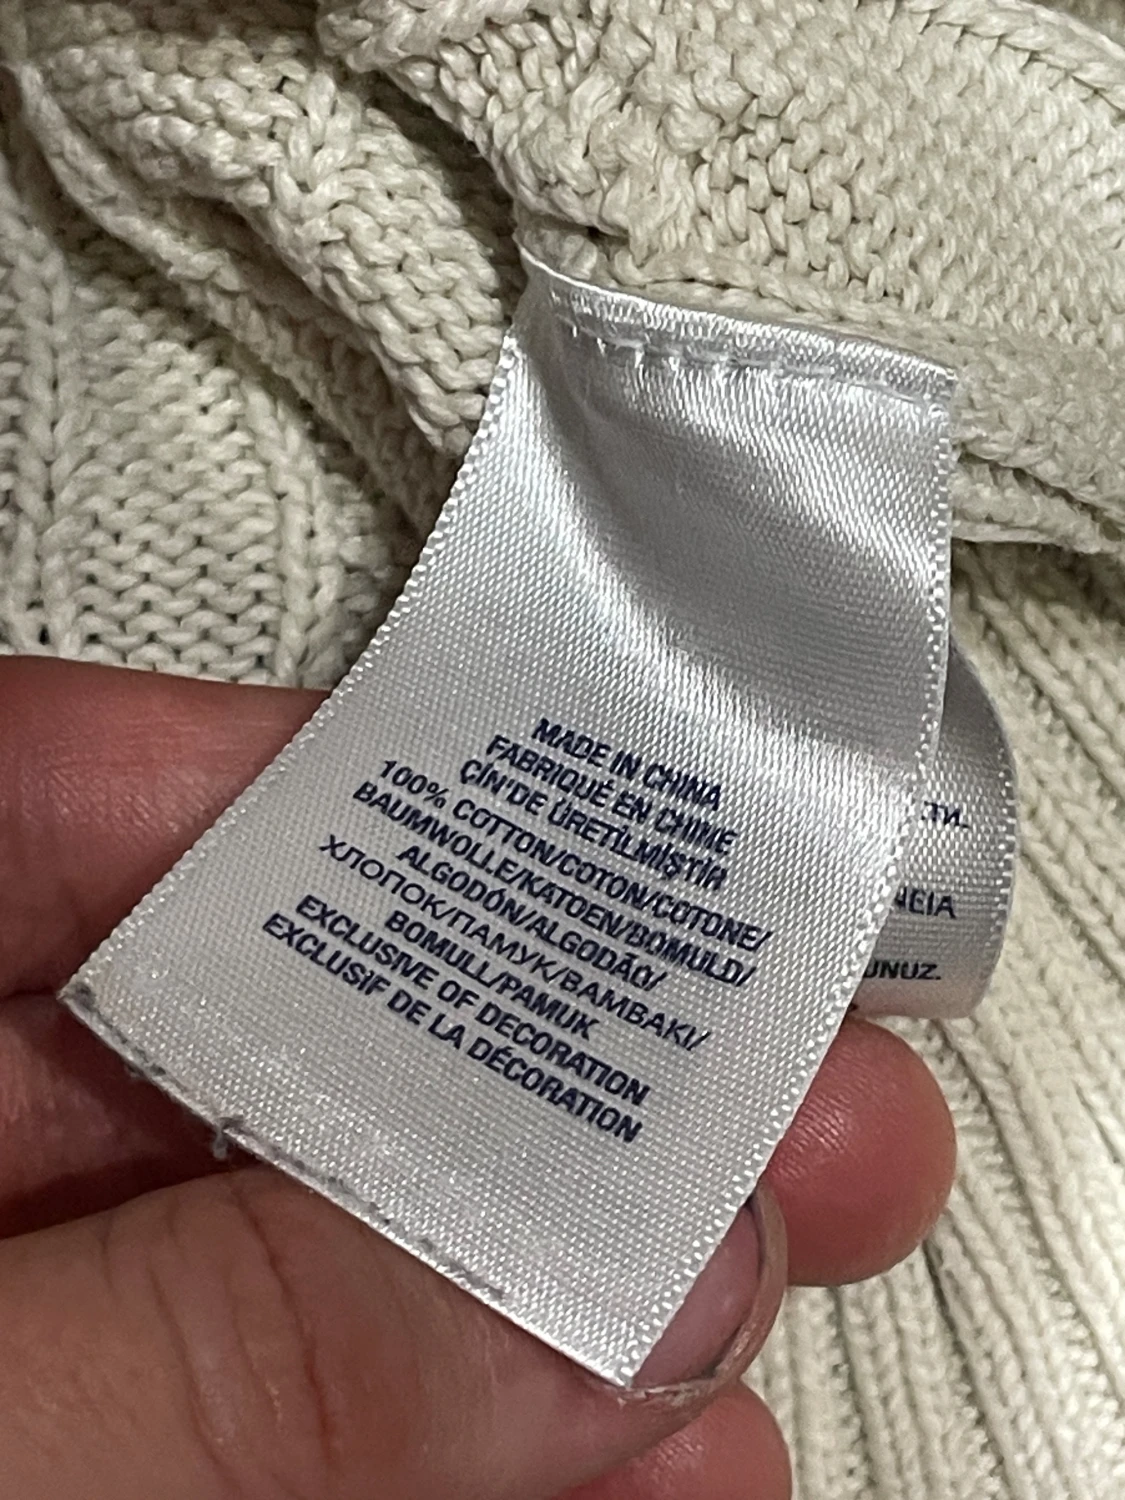 MADE IN CHINA
FABRIQUÉ EN CHINE
ÇİN'DE ÜRETİLMİŞTİR
100% COTTON/COTON/COTONE/
BAUMWOLLE/KATOEN/BOMULD/
ALGODÓN/ALGODÃO/
ХЛОПОК/ПАМУК/BAMBAKI/
BOMULL/PAMUK
EXCLUSIVE OF DECORATION
EXCLUSIF DE LA DÉCORATION